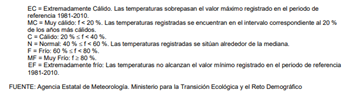 EC = Extremadamente Cálido. Las temperaturas sobrepasan el valor máximo registrado en el periodo de
referencia 1981-2010.
MC = Muy cálido: f < 20 %. Las temperaturas registradas se encuentran en el intervalo correspondiente al 20 %
de los años más cálidos.
C = Cálido: 20 % ≤ f < 40 %.
N = Normal: 40 % ≤ f < 60 %. Las temperaturas registradas se sitúan alrededor de la mediana.
F = Frío: 60 % ≤ f < 80 %.
MF = Muy Frío: f ≥ 80 %.
EF = Extremadamente frío: Las temperaturas no alcanzan el valor mínimo registrado en el periodo de referencia
1981-2010.
FUENTE: Agencia Estatal de Meteorología. Ministerio para la Transición Ecológica y el Reto Demográfico